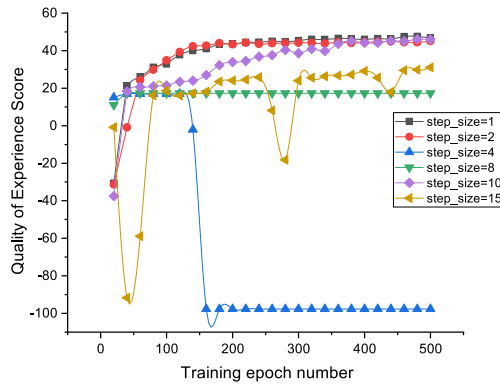 60
40
20
0
-20
-40
-60
-80
-100
Quality of Experience Score
step_size=1
step_size=2
step_size=4
step_size=8
step_size=10
step_size=15
0 100 200 300 400 500
Training epoch number